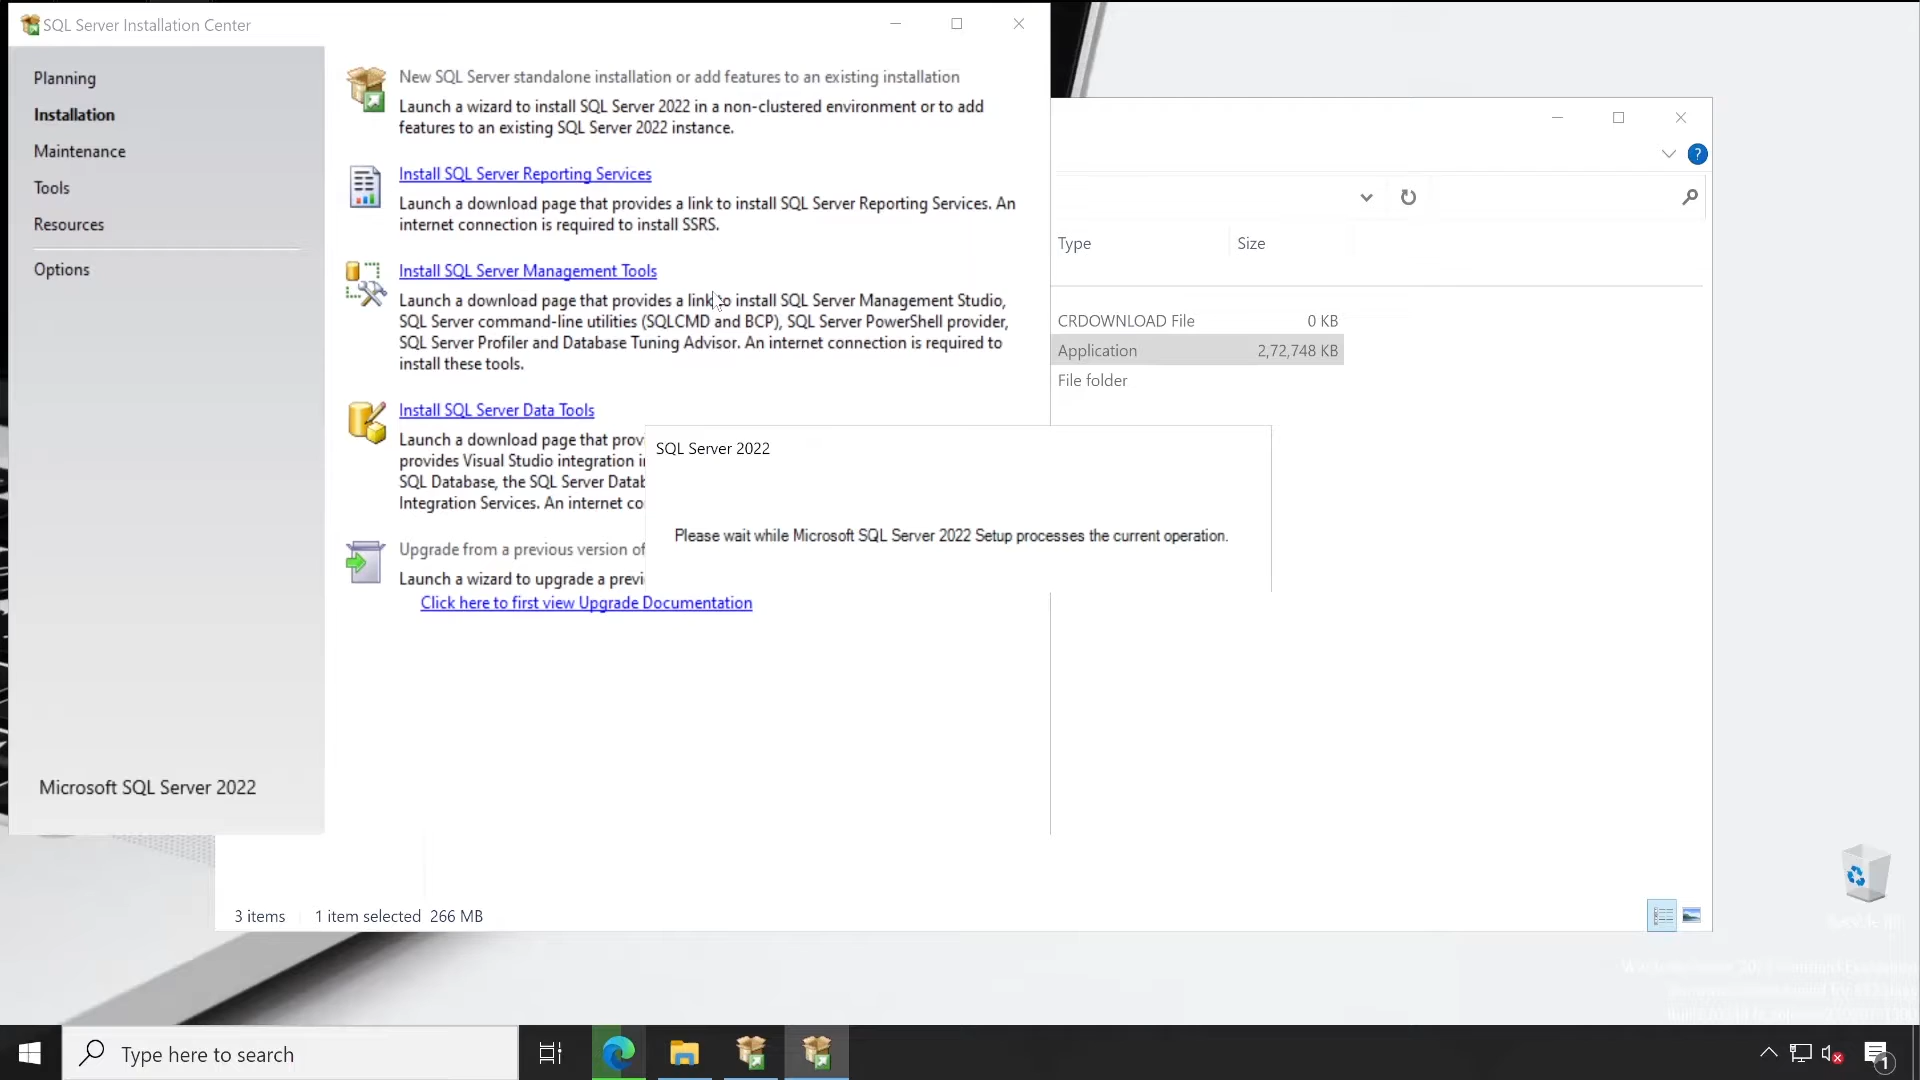 SQL Server Installation Center
Planning
Installation
Maintenance
Tools
Resources
Options
Microsoft SQL Server 2022
New SQL Server standalone installation or add features to an existing installation
Launch a wizard to install SQL Server 2022 in a non-clustered environment or to add
features to an existing SQL Server 2022 instance.
Install SQL Server Reporting Services
Launch a download page that provides a link to install SQL Server Reporting Services. An
internet connection is required to install SSRS.
Install SQL Server Management Tools
Launch a download page that provides a link to install SQL Server Management Studio,
SQL Server command-line utilities (SQLCMD and BCP), SQL Server PowerShell provider,
SQL Server Profiler and Database Tuning Advisor. An internet connection is required to
install these tools.
Install SQL Server Data Tools
Launch a download page that prov
provides Visual Studio integration i
SQL Database, the SQL Server Datab
Integration Services. An internet co
Upgrade from a previous version of
Launch a wizard to upgrade a previ
Click here to first view Upgrade Documentation
SQL Server 2022
Please wait while Microsoft SQL Server 2022 Setup processes the current operation.
?
Type Size
CRDOWNLOAD File 0 KB
Application 2,72,748 KB
File folder
3 items 1 item selected 266 MB
Type here to search
1